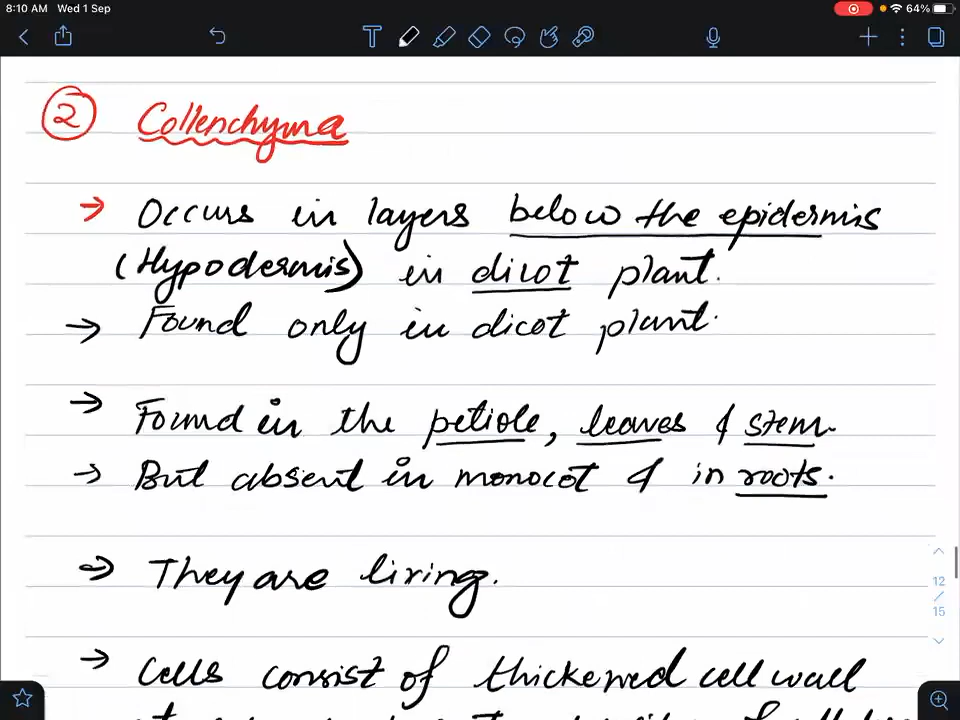 8:10 AM Wed 1 Sep
64%
2 Collenchyma
→ Occurs in layers below the epidermis
(Hypodermis) in dicot plant.
→ Found only in dicot plant.
→ Found in the petiole, leaves & stem.
→ But absent in monocot & in roots.
→ They are living.
12
/
15
→ Cells consist of thickened cell wall